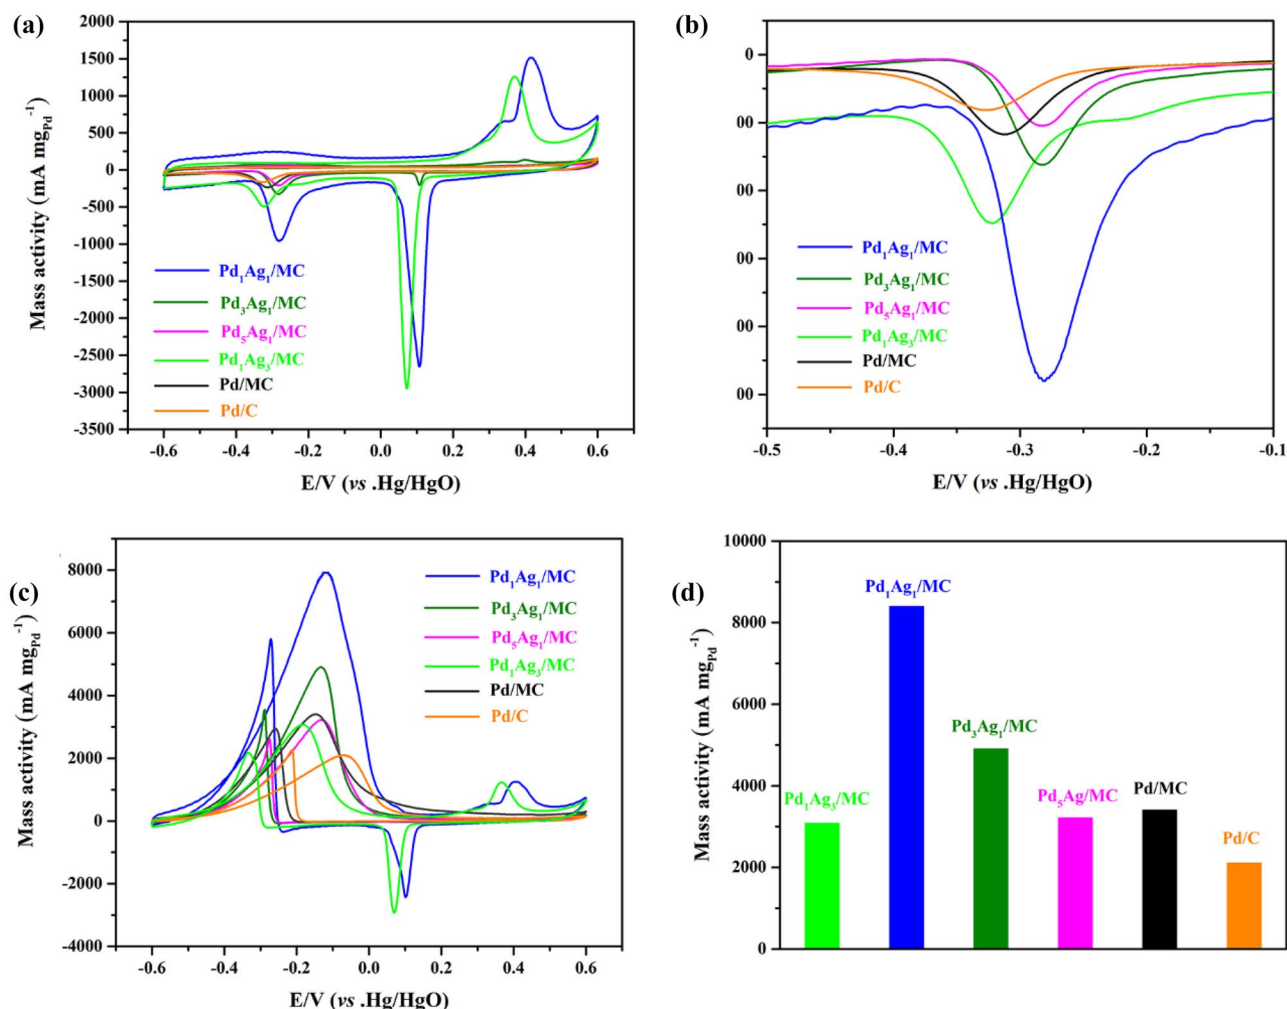 (a)
2000
1500
1000
500
0
-500
-1000
-1500
-2000
-2500
-3000
-3500
Mass activity (mA mg_Pd^-1)
Pd1Ag1/MC
Pd3Ag1/MC
Pd5Ag1/MC
Pd1Ag3/MC
Pd/MC
Pd/C
-0.6 -0.4 -0.2 0.0 0.2 0.4 0.6
E/V (vs .Hg/HgO)
(b)
0
00
00
00
00
00
Pd1Ag1/MC
Pd3Ag1/MC
Pd5Ag1/MC
Pd1Ag3/MC
Pd/MC
Pd/C
-0.5 -0.4 -0.3 -0.2 -0.1
E/V (vs .Hg/HgO)
(c)
8000
6000
4000
2000
0
-2000
-4000
Mass activity (mA mg_Pd^-1)
Pd1Ag1/MC
Pd3Ag1/MC
Pd5Ag1/MC
Pd1Ag3/MC
Pd/MC
Pd/C
-0.6 -0.4 -0.2 0.0 0.2 0.4 0.6
E/V (vs .Hg/HgO)
(d)
10000
8000
6000
4000
2000
0
Mass activity (mA mg_Pd^-1)
Pd1Ag3/MC
Pd1Ag1/MC
Pd3Ag1/MC
Pd5Ag/MC
Pd/MC
Pd/C